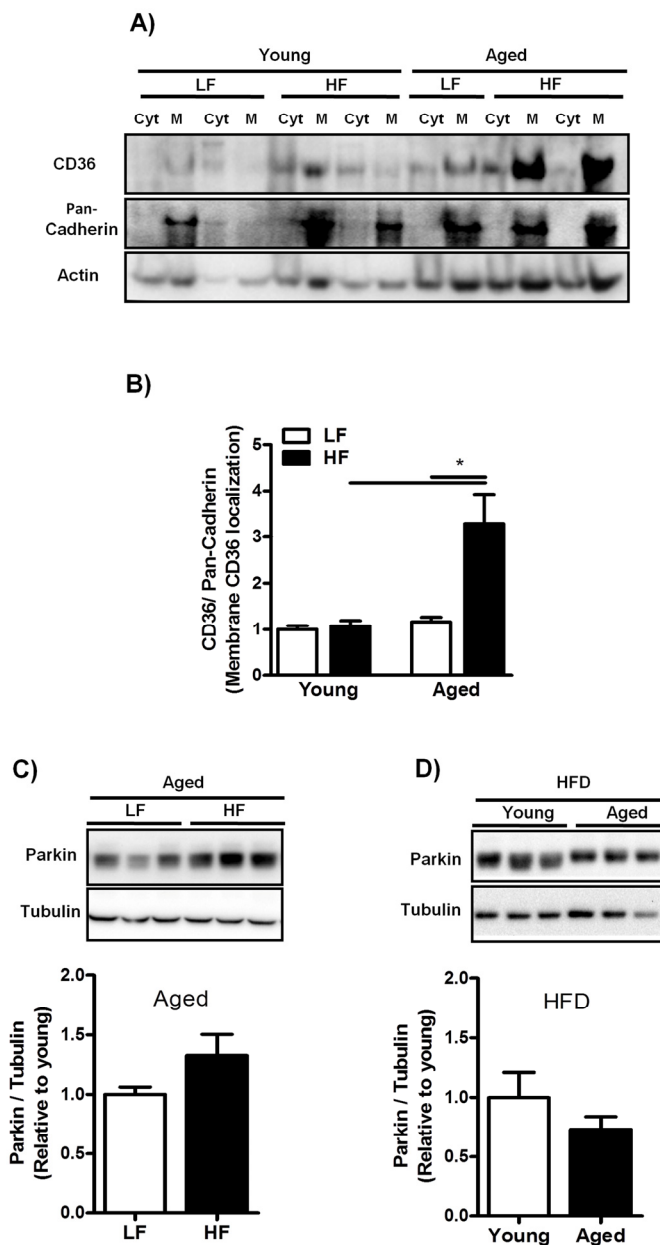 A)
Young Aged
LF HF LF HF
Cyt M Cyt M Cyt M Cyt M Cyt M Cyt M Cyt M
CD36
Pan-
Cadherin
Actin
B)
CD36/ Pan-Cadherin
(Membrane CD36 localization)
5
4
3
2
1
0
LF
HF
*
Young Aged
C)
Aged
LF HF
Parkin
Tubulin
Parkin / Tubulin
(Relative to young)
2.0
1.5
1.0
0.5
0.0
Aged
LF HF
D)
HFD
Young Aged
Parkin
Tubulin
Parkin / Tubulin
(Relative to young)
2.0
1.5
1.0
0.5
0.0
HFD
Young Aged